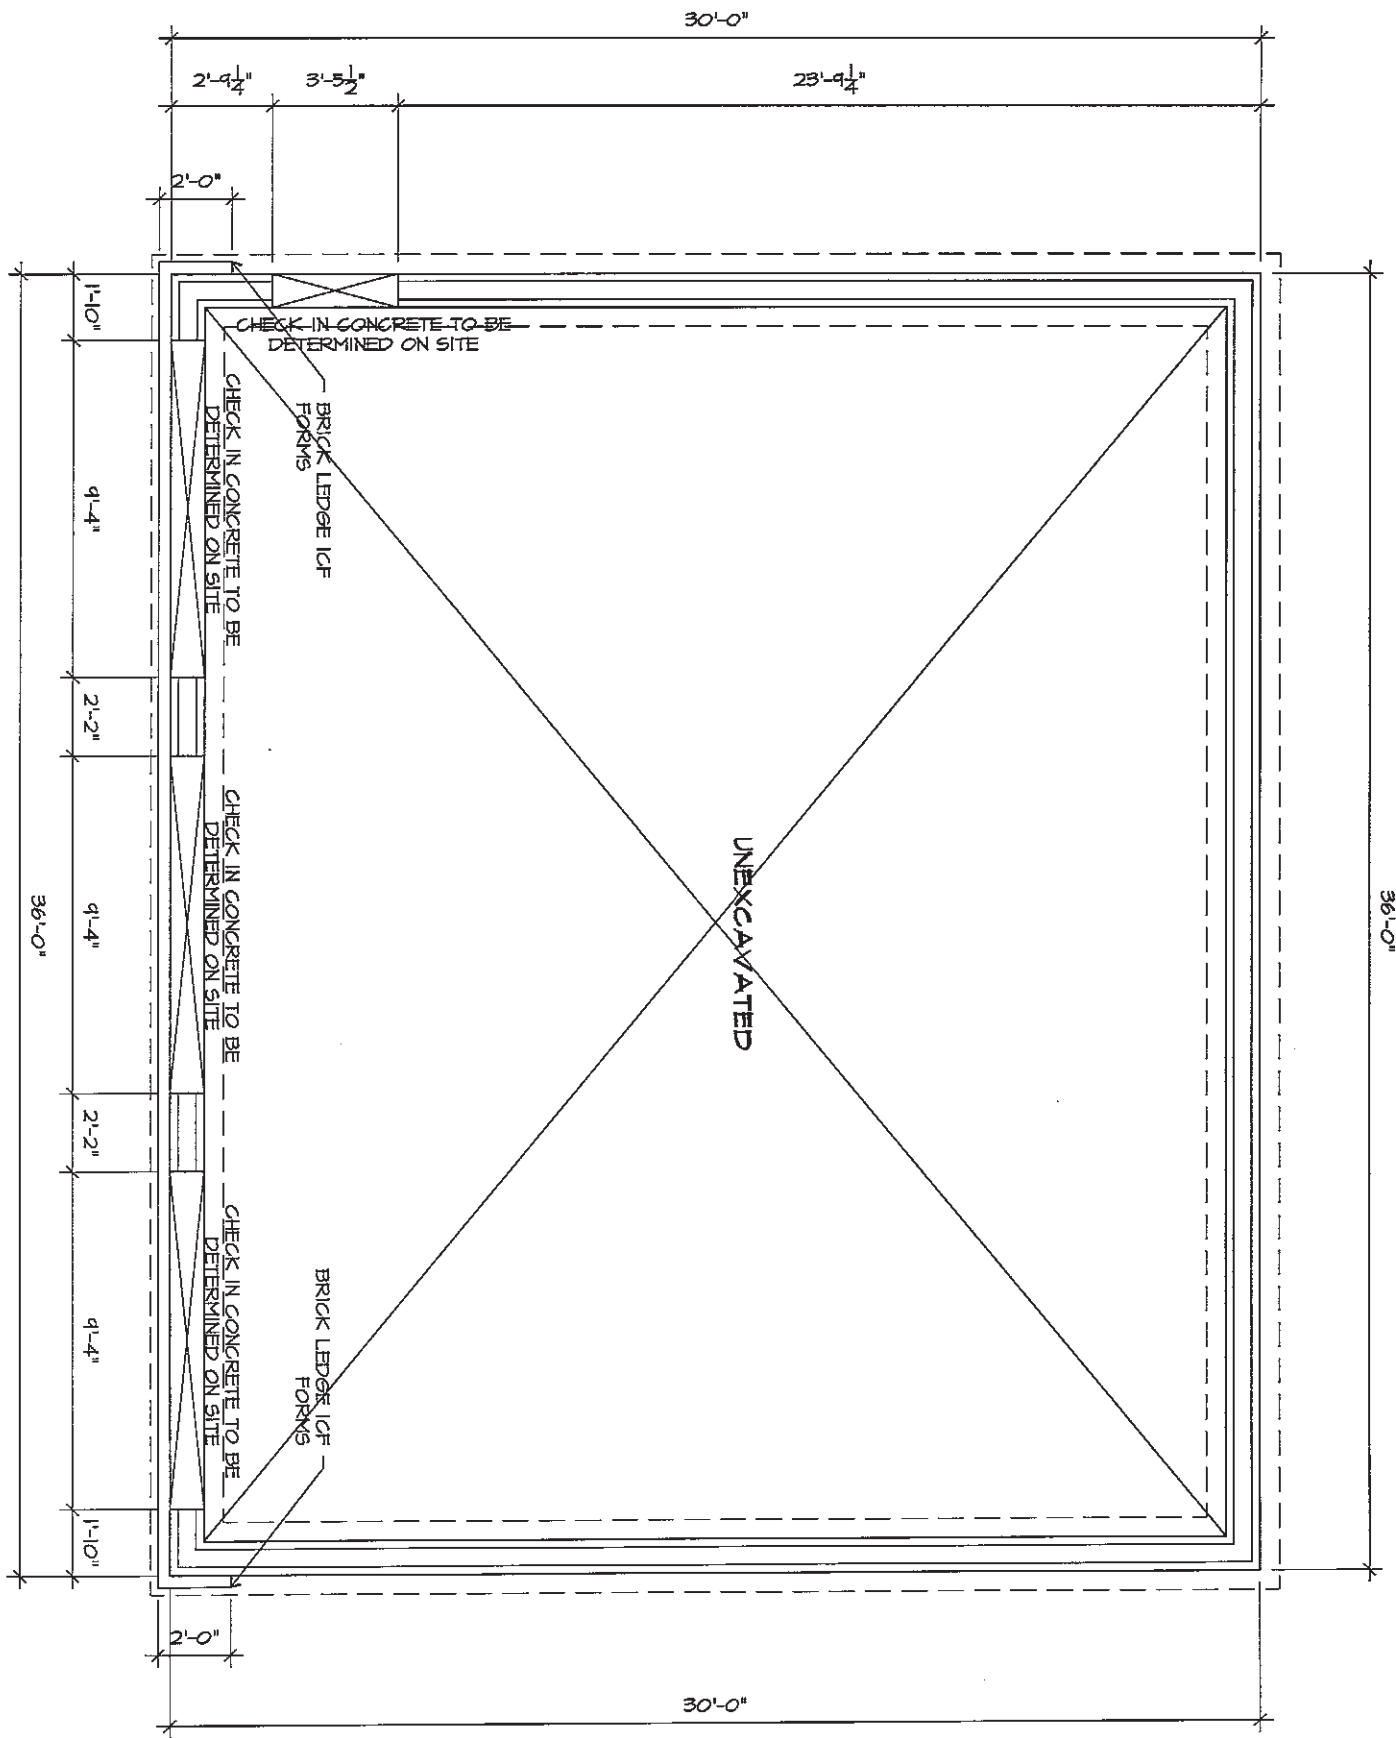 30'-0"
2'-9 1/4"
3'-5 1/2"
23'-9 1/4"
2'-0"
CHECK IN CONCRETE TO BE
DETERMINED ON SITE
BRICK LEDGE ICF
FORMS
1'-10"
9'-4"
2'-2"
9'-4"
2'-2"
9'-4"
1'-10"
36'-0"
CHECK IN CONCRETE TO BE
DETERMINED ON SITE
CHECK IN CONCRETE TO BE
DETERMINED ON SITE
CHECK IN CONCRETE TO BE
DETERMINED ON SITE
UNEXCAVATED
36'-0"
BRICK LEDGE ICF
FORMS
2'-0"
30'-0"